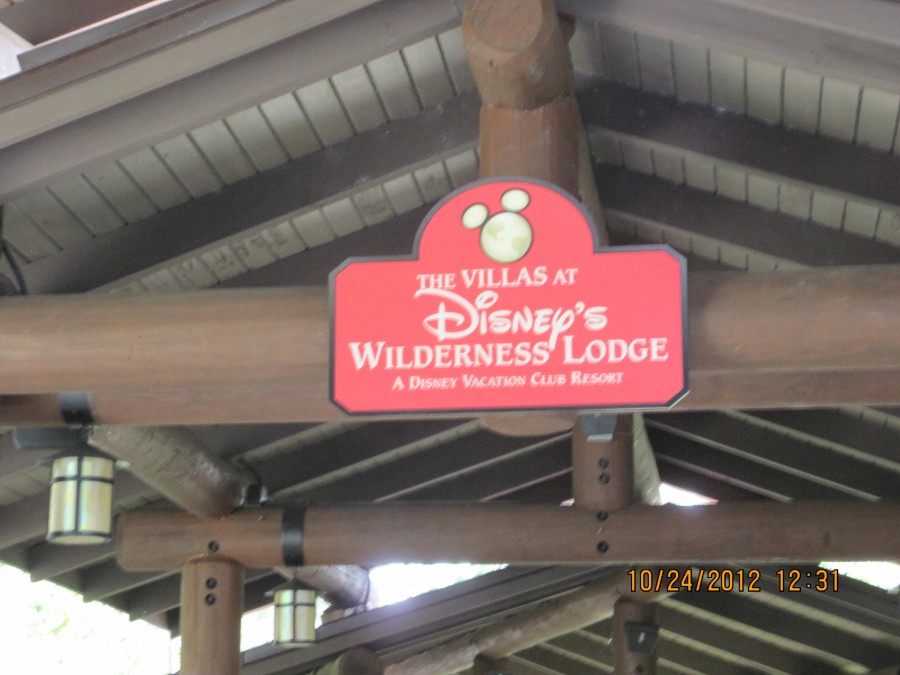 THE VILLAS AT
DISNEY'S
WILDERNESS LODGE
A DISNEY VACATION CLUB RESORT
10/24/2012 12:31